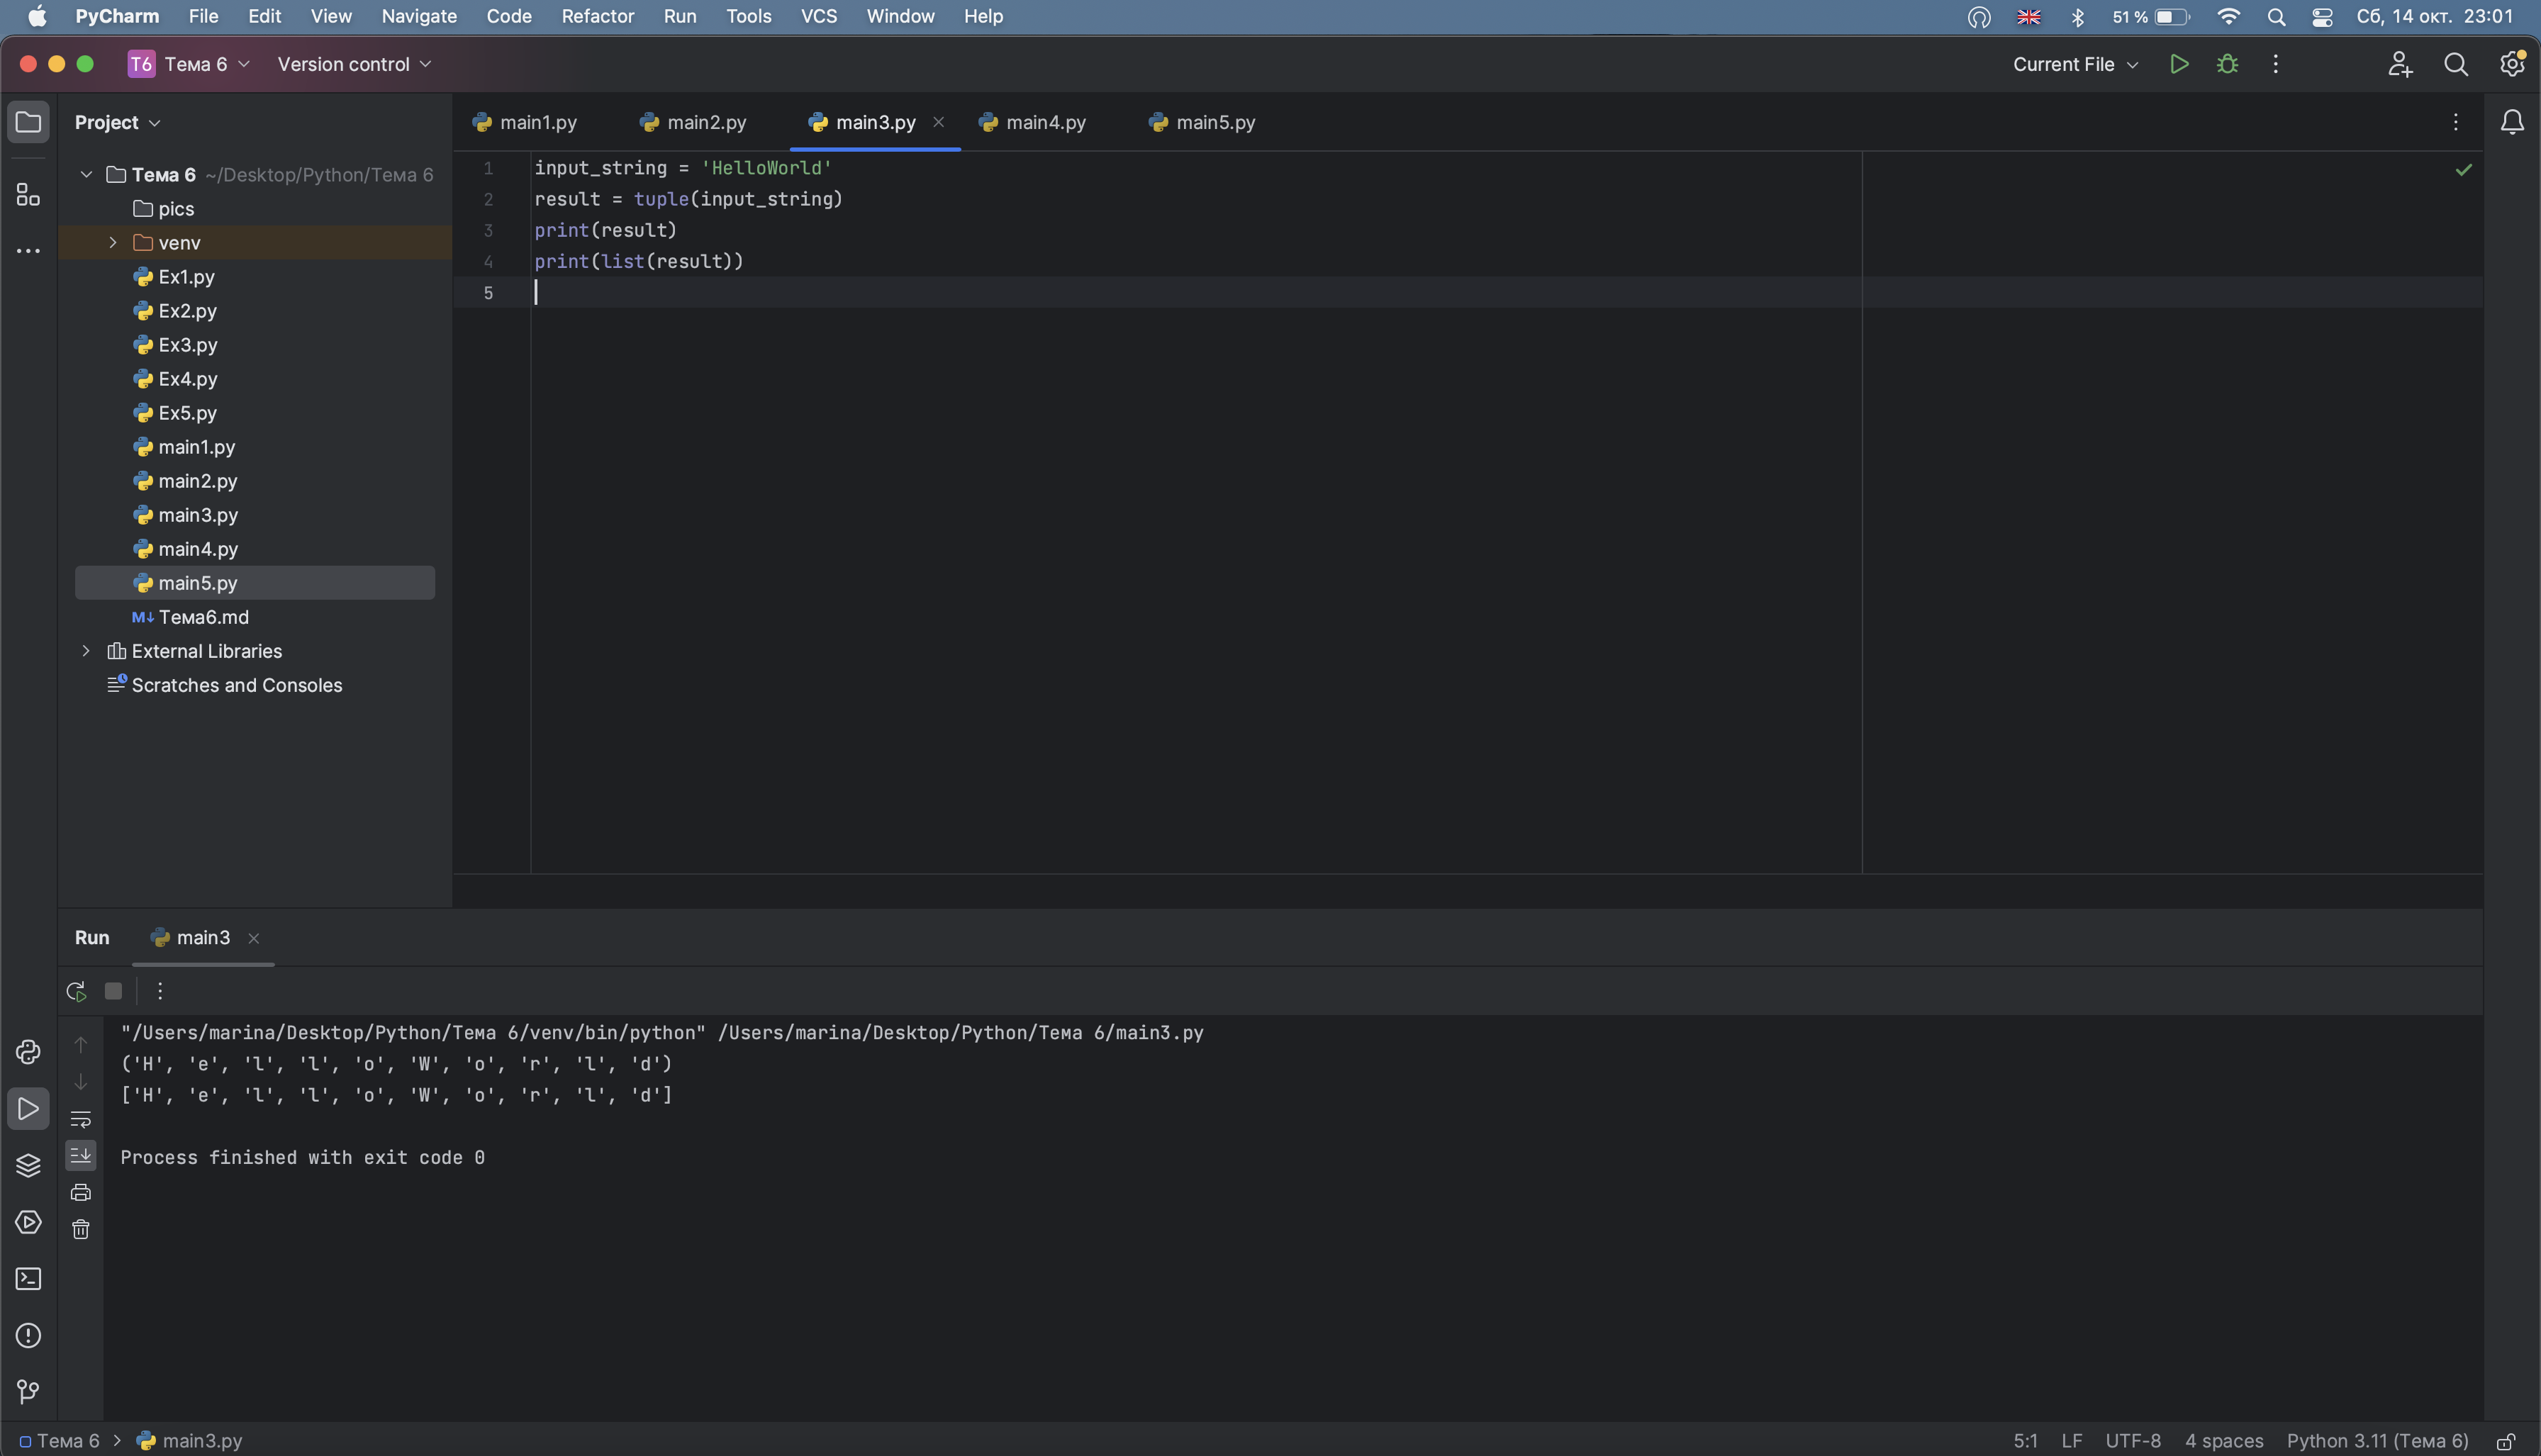 PyCharm File Edit View Navigate Code Refactor Run Tools VCS Window Help 51 % Сб, 14 окт. 23:01
T6 Тема 6 Version control Current File
Project
Тема 6 ~/Desktop/Python/Тема 6
pics
venv
Ex1.py
Ex2.py
Ex3.py
Ex4.py
Ex5.py
main1.py
main2.py
main3.py
main4.py
main5.py
M↓ Тема6.md
External Libraries
Scratches and Consoles
main1.py main2.py main3.py main4.py main5.py
1 input_string = 'HelloWorld'
2 result = tuple(input_string)
3 print(result)
4 print(list(result))
5
Run main3
"/Users/marina/Desktop/Python/Тема 6/venv/bin/python" /Users/marina/Desktop/Python/Тема 6/main3.py
('H', 'e', 'l', 'l', 'o', 'W', 'o', 'r', 'l', 'd')
['H', 'e', 'l', 'l', 'o', 'W', 'o', 'r', 'l', 'd']
Process finished with exit code 0
Тема 6 main3.py 5:1 LF UTF-8 4 spaces Python 3.11 (Тема 6)